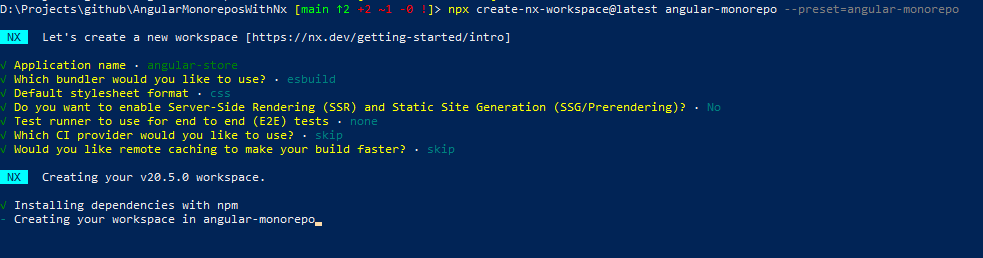 D:\Projects\github\AngularMonoreposWithNx [main ↑2 +2 ~1 -0 !]> npx create-nx-workspace@latest angular-monorepo --preset=angular-monorepo
NX Let's create a new workspace [https://nx.dev/getting-started/intro]
√ Application name · angular-store
√ Which bundler would you like to use? · esbuild
√ Default stylesheet format · css
√ Do you want to enable Server-Side Rendering (SSR) and Static Site Generation (SSG/Prerendering)? · No
√ Test runner to use for end to end (E2E) tests · none
√ Which CI provider would you like to use? · skip
√ Would you like remote caching to make your build faster? · skip
NX Creating your v20.5.0 workspace.
√ Installing dependencies with npm
- Creating your workspace in angular-monorepo